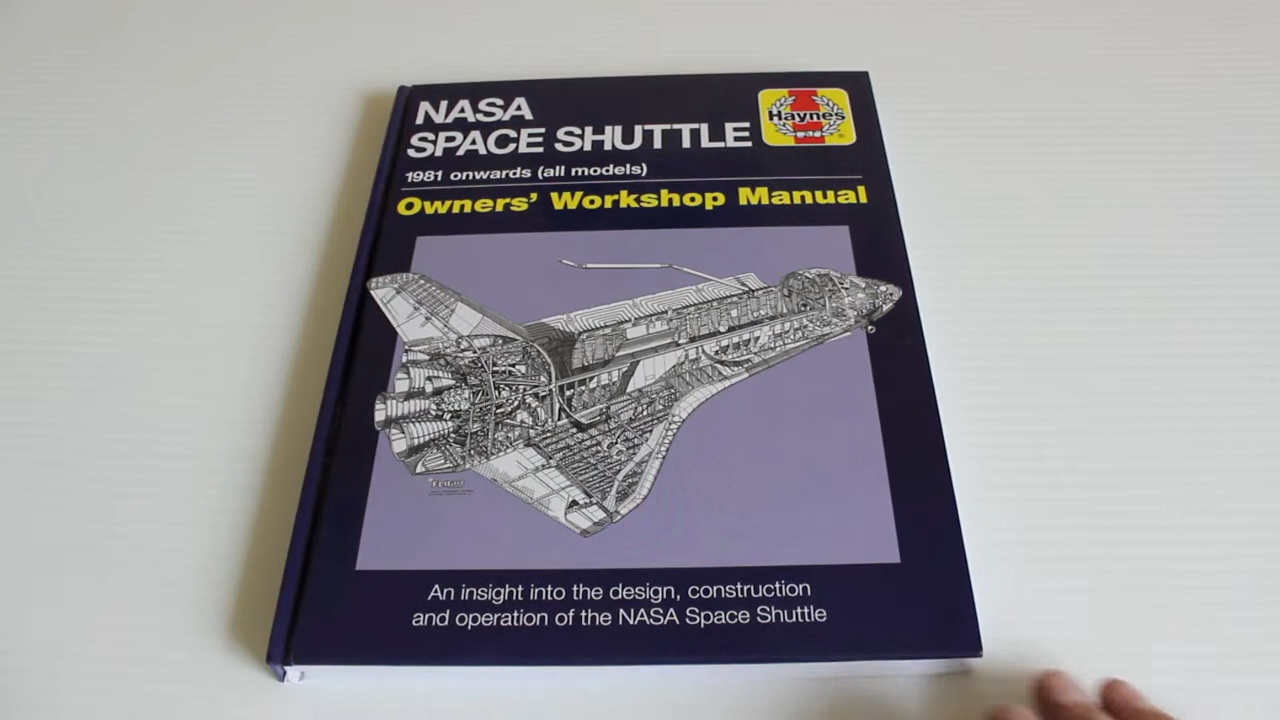 NASA
SPACE SHUTTLE
Haynes
1981 onwards (all models)
Owners' Workshop Manual
FLIGHT
An insight into the design, construction
and operation of the NASA Space Shuttle